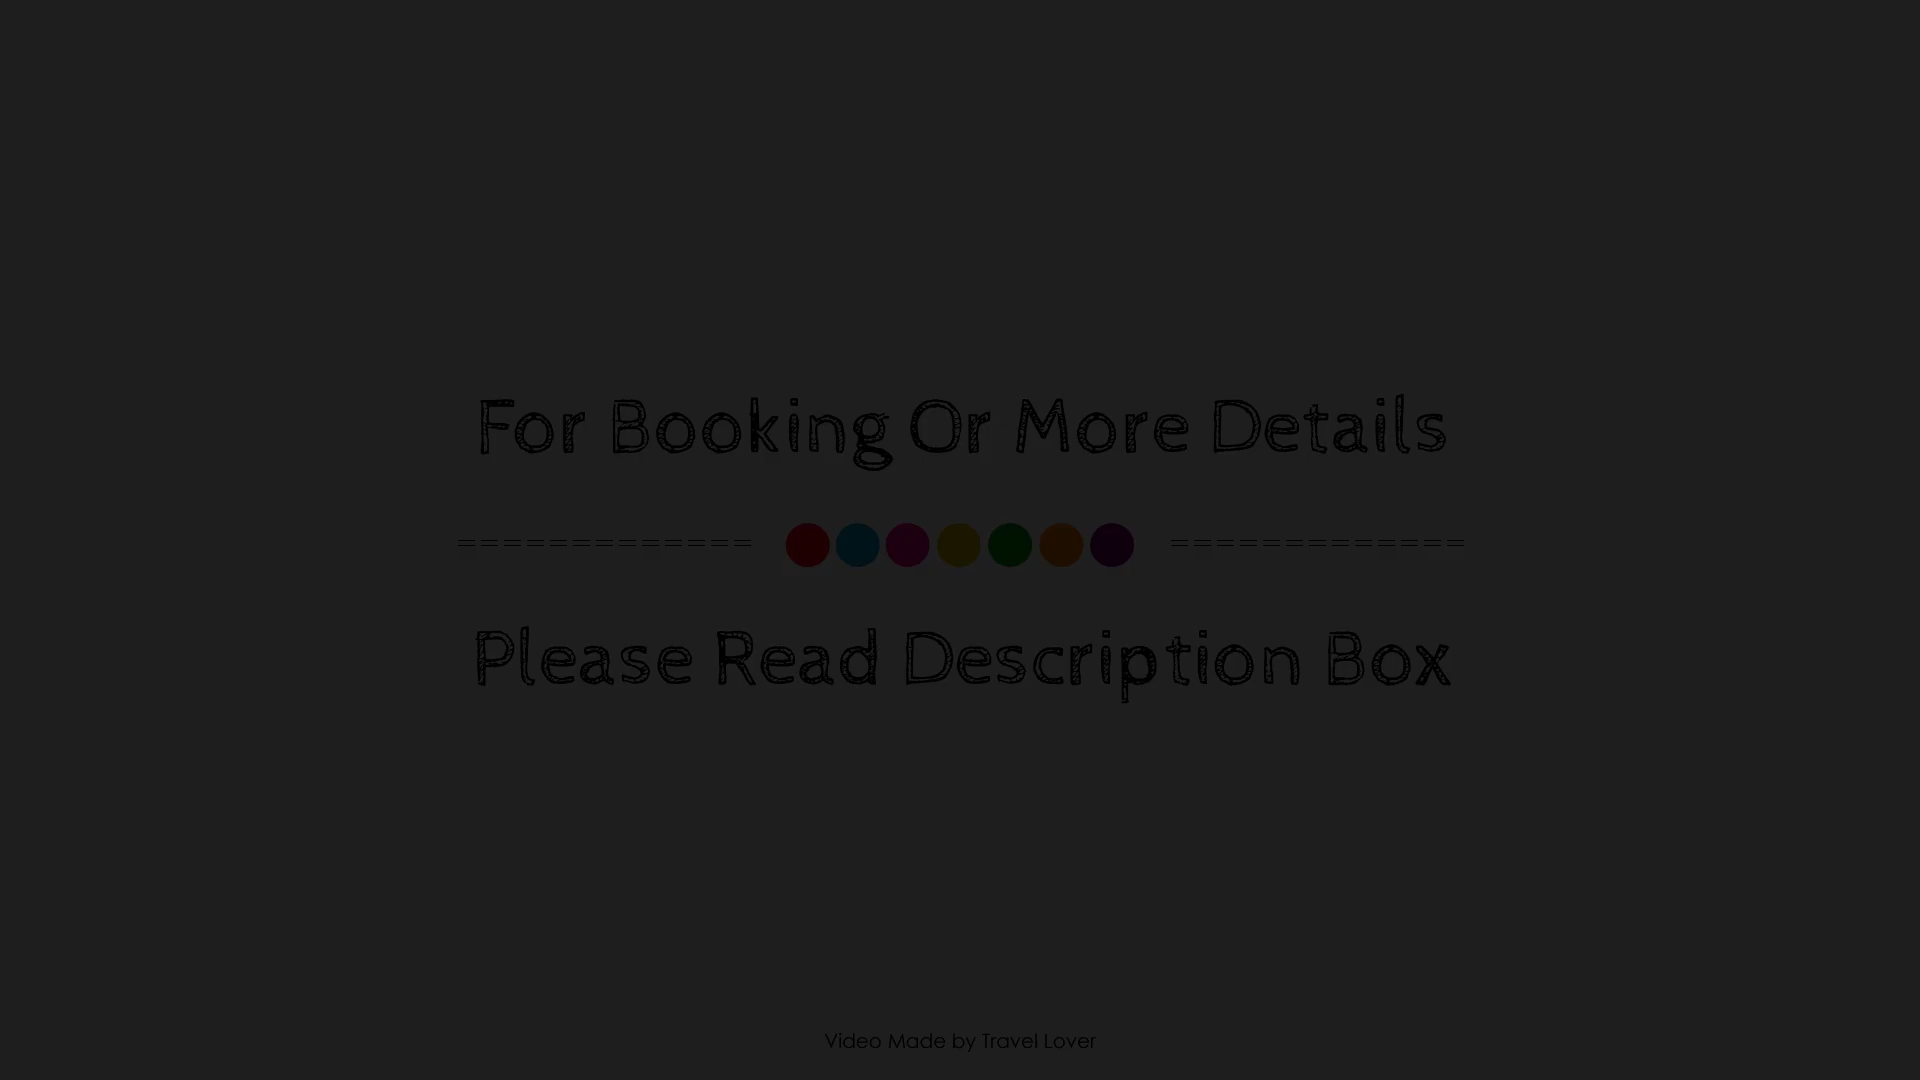 For Booking Or More Details
============= =============
Please Read Description Box
Video Made by Travel Lover